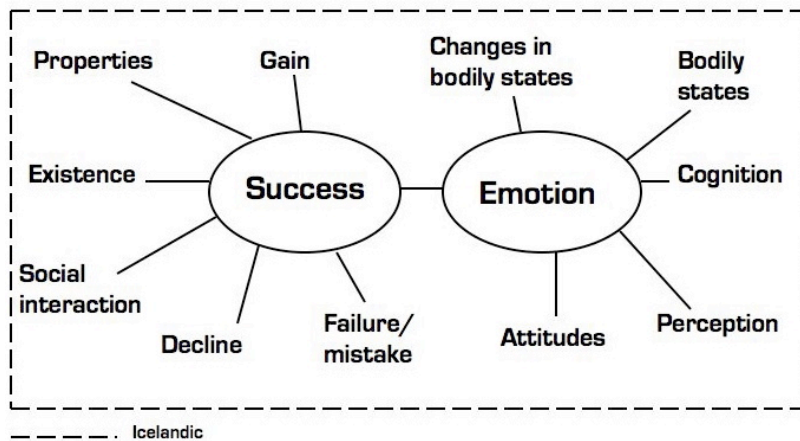 Properties
Gain
Changes in
bodily states
Bodily
states
Existence
Success
Emotion
Cognition
Social
interaction
Decline
Failure/
mistake
Attitudes
Perception
Icelandic